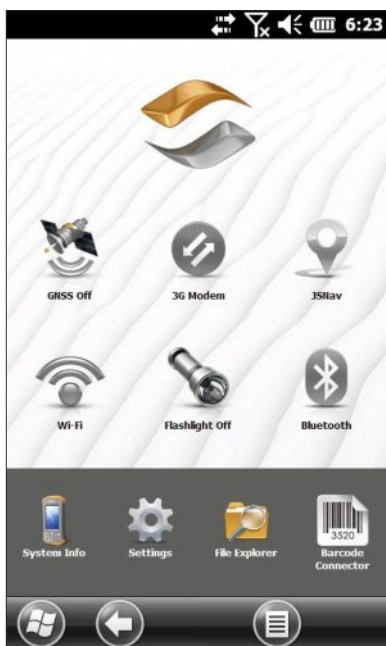 6:23
GNSS Off 3G Modem JSNav
Wi-Fi Flashlight Off Bluetooth
3520
System Info Settings File Explorer Barcode
Connector